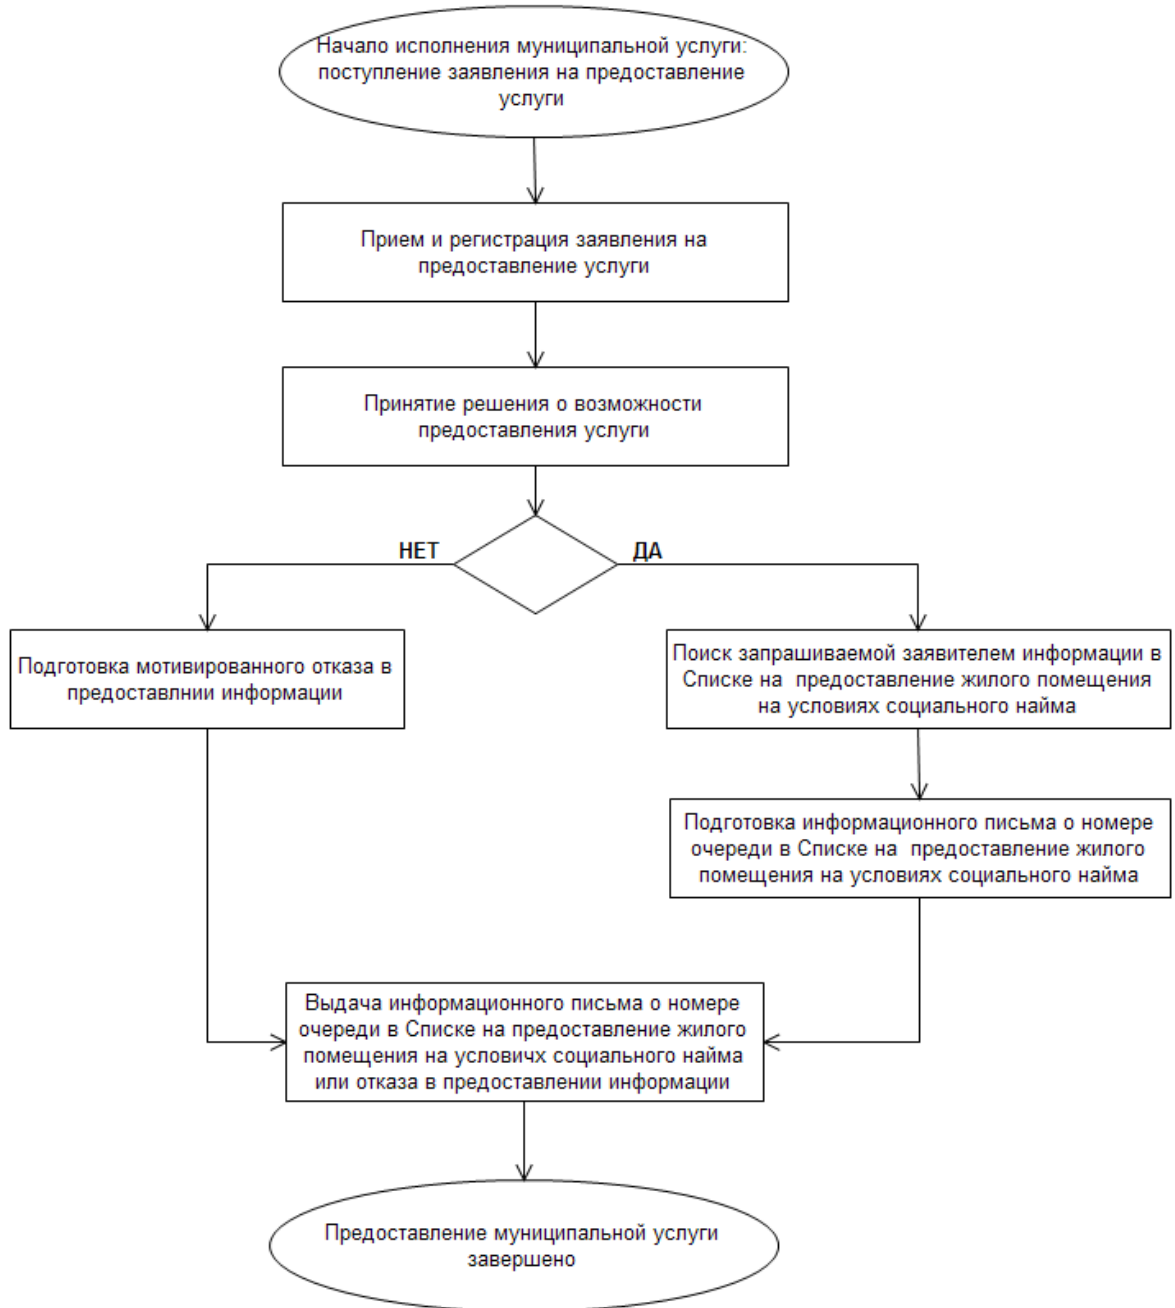 Начало исполнения муниципальной услуги:
поступление заявления на предоставление
услуги
Прием и регистрация заявления на
предоставление услуги
Принятие решения о возможности
предоставления услуги
НЕТ
ДА
Подготовка мотивированного отказа в
предоставлнии информации
Поиск запрашиваемой заявителем информации в
Списке на предоставление жилого помещения
на условиях социального найма
Подготовка информационного письма о номере
очереди в Списке на предоставление жилого
помещения на условиях социального найма
Выдача информационного письма о номере
очереди в Списке на предоставление жилого
помещения на условичх социального найма
или отказа в предоставлении информации
Предоставление муниципальной услуги
завершено